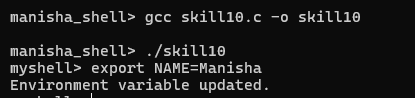 manisha_shell> gcc skill10.c -o skill10
manisha_shell> ./skill10
myshell> export NAME=Manisha
Environment variable updated.